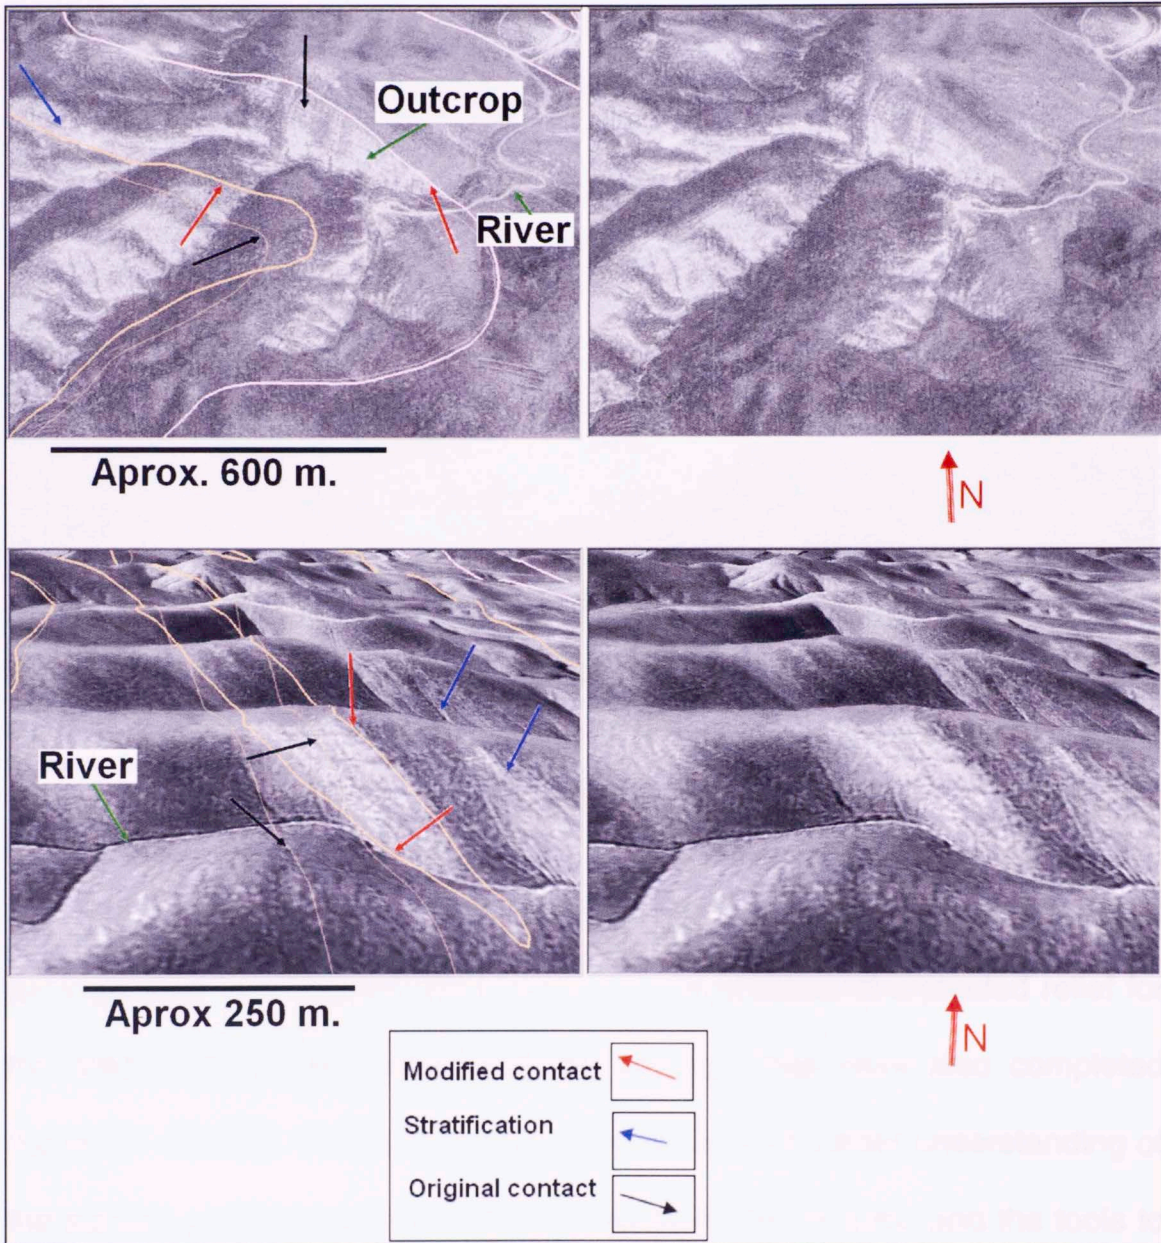 Outcrop
River
Aprox. 600 m.
N
River
Aprox 250 m.
N
Modified contact
Stratification
Original contact